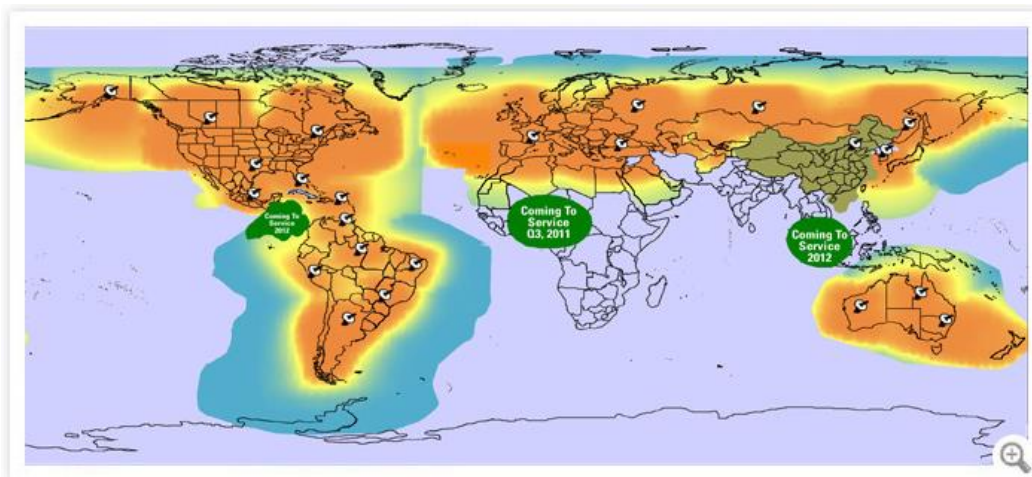 Coming To
Service
2012
Coming To
Service
Q3, 2011
Coming To
Service
2012